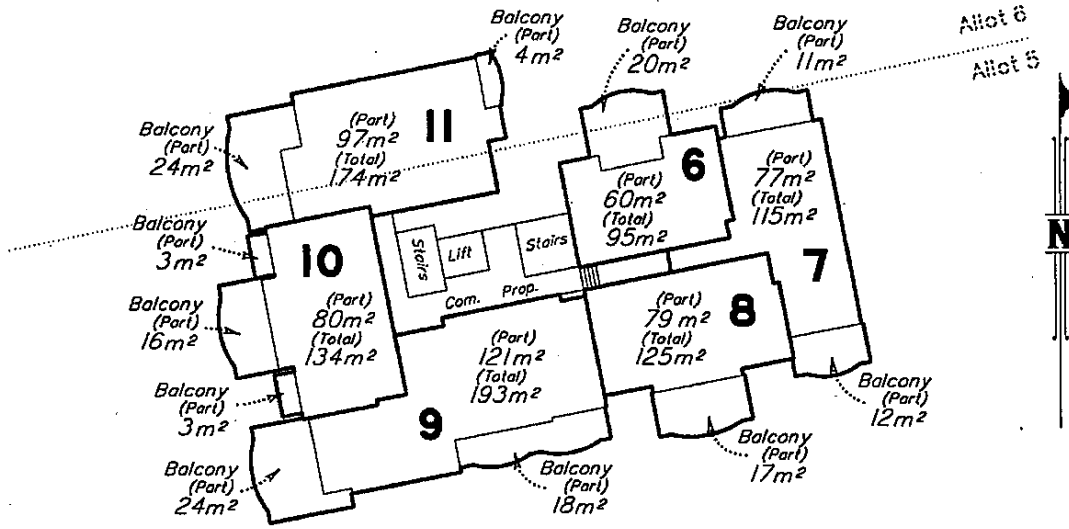 Balcony
(Part)
4m²
Balcony
(Part)
20m²
Balcony
(Part)
11m²
Allot 6
Allot 5
Balcony
(Part)
24m²
(Part)
97m²
(Total)
174m²
11
6
(Part)
60m²
(Total)
95m²
(Part)
77m²
(Total)
115m²
7
Balcony
(Part)
3m²
10
(Part)
80m²
(Total)
134m²
Stairs
Lift
Stairs
Com. Prop.
N
Balcony
(Part)
16m²
(Part)
79m²
(Total)
125m²
8
(Part)
121m²
(Total)
193m²
9
Balcony
(Part)
3m²
Balcony
(Part)
12m²
Balcony
(Part)
24m²
Balcony
(Part)
18m²
Balcony
(Part)
17m²